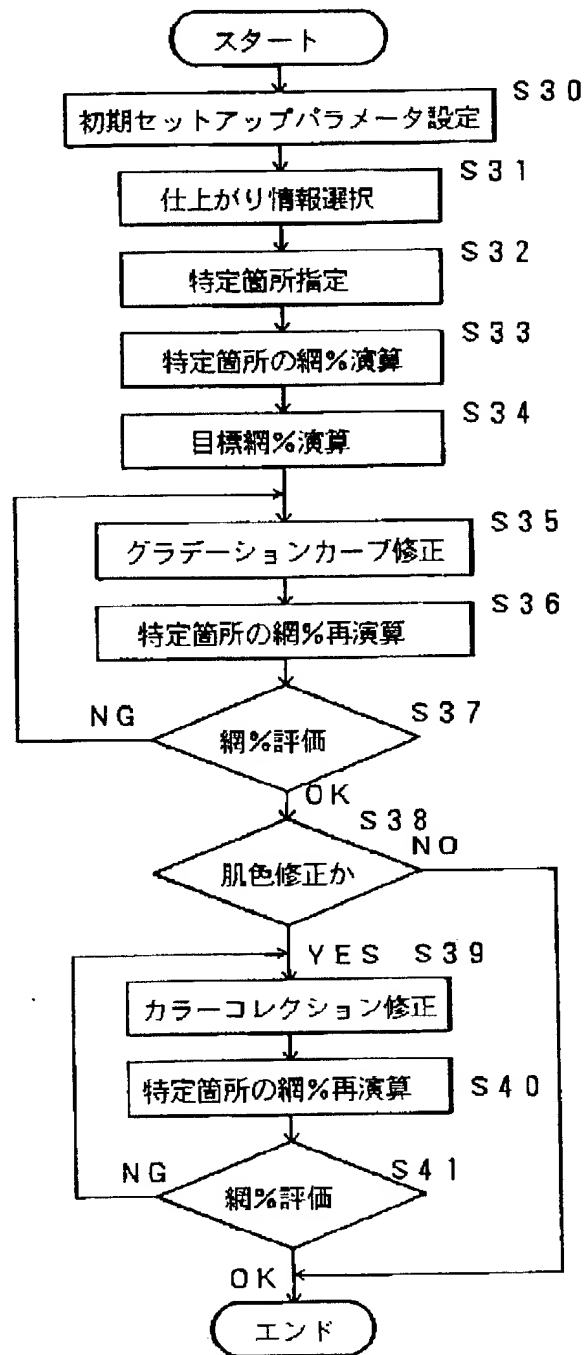 スタート
S30
初期セットアップパラメータ設定
S31
仕上がり情報選択
S32
特定箇所指定
S33
特定箇所の網%演算
S34
目標網%演算
S35
グラデーションカーブ修正
S36
特定箇所の網%再演算
NG
S37
網%評価
OK
S38
NO
肌色修正か
YES S39
カラーコレクション修正
特定箇所の網%再演算 S40
NG
S41
網%評価
OK
エンド